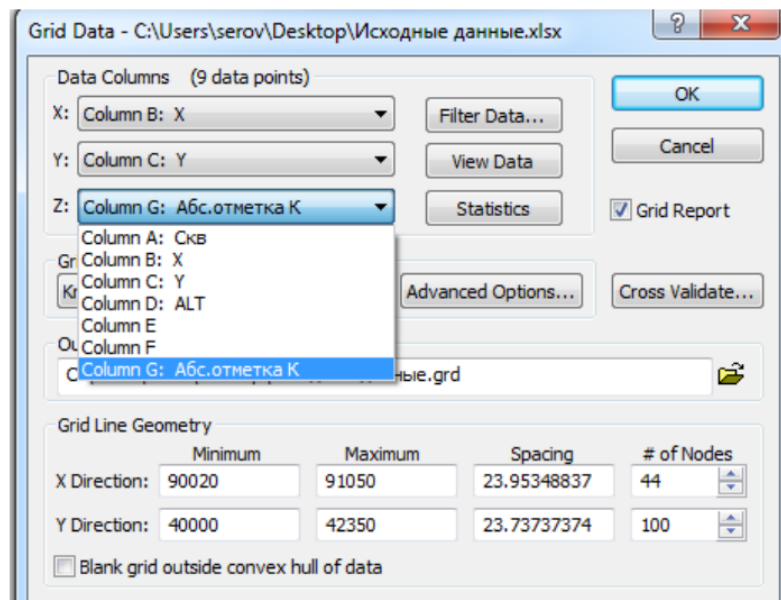 Grid Data - C:\Users\serov\Desktop\Исходные данные.xlsx
Data Columns (9 data points)
X: Column B: X
Filter Data...
OK
Y: Column C: Y
View Data
Cancel
Z: Column G: Абс.отметка К
Statistics
Grid Report
Column A: Скв
Column B: X
Column C: Y
Column D: ALT
Column E
Column F
Column G: Абс.отметка К
Advanced Options...
Cross Validate...
ные.grd
Grid Line Geometry
Minimum Maximum Spacing # of Nodes
X Direction: 90020 91050 23.95348837 44
Y Direction: 40000 42350 23.73737374 100
Blank grid outside convex hull of data